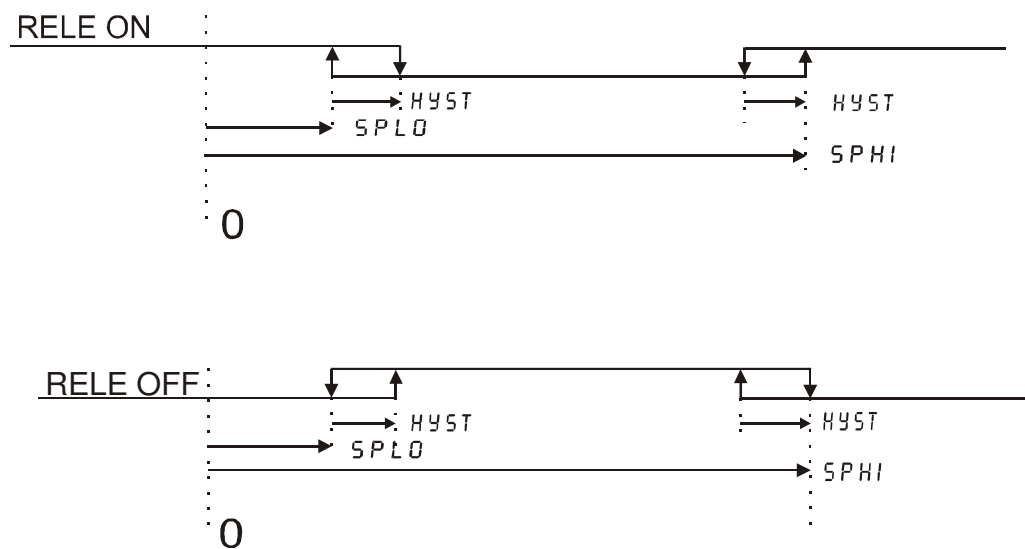 RELE ON
HYST
HYST
SPLO
SPHI
0
RELE OFF
HYST
HYST
SPLO
SPHI
0